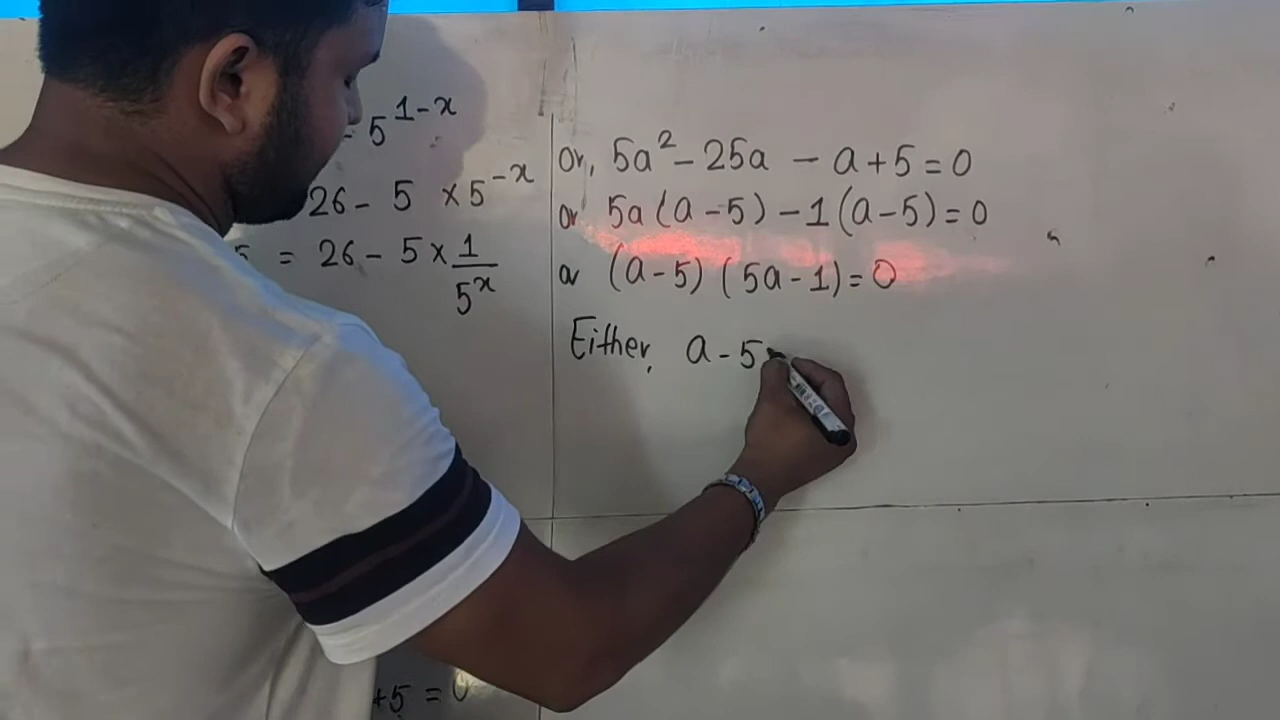 - 5^{1-x}
26 - 5 × 5^{-x}
5 = 26 - 5 × \frac{1}{5^x}
+5 = 0
Or, 5a² - 25a - a + 5 = 0
or 5a (a - 5) - 1 (a - 5) = 0
or (a - 5) (5a - 1) = 0
Either, a - 5